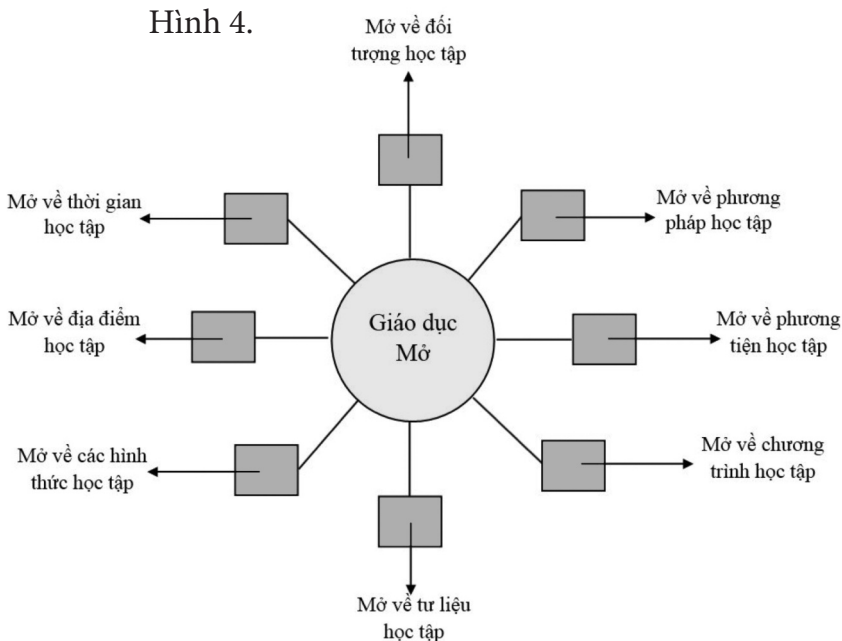 Hình 4.
Mở về đối
tượng học tập
Mở về thời gian
học tập
Mở về phương
pháp học tập
Mở về địa điểm
học tập
Giáo dục
Mở
Mở về phương
tiện học tập
Mở về các hình
thức học tập
Mở về chương
trình học tập
Mở về tư liệu
học tập